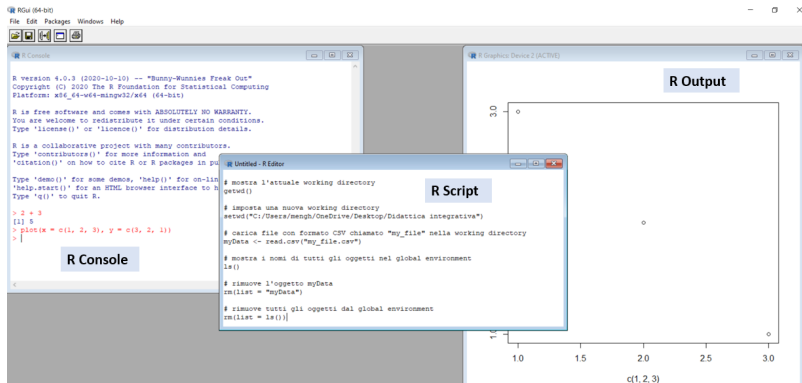 RGui (64-bit)
File Edit Packages Windows Help
R Console
R version 4.0.3 (2020-10-10) -- "Bunny-Wunnies Freak Out"
Copyright (C) 2020 The R Foundation for Statistical Computing
Platform: x86_64-w64-mingw32/x64 (64-bit)
R is free software and comes with ABSOLUTELY NO WARRANTY.
You are welcome to redistribute it under certain conditions.
Type 'license()' or 'licence()' for distribution details.
R is a collaborative project with many contributors.
Type 'contributors()' for more information and
'citation()' on how to cite R or R packages in pu
Type 'demo()' for some demos, 'help()' for on-lin
'help.start()' for an HTML browser interface to h
Type 'q()' to quit R.
> 2 + 3
[1] 5
> plot(x = c(1, 2, 3), y = c(3, 2, 1))
>
R Console
Untitled - R Editor
R Script
# mostra l'attuale working directory
getwd()
# imposta una nuova working directory
setwd("C:/Users/mengh/OneDrive/Desktop/Didattica integrativa")
# carica file con formato CSV chiamato "my_file" nella working directory
myData <- read.csv("my_file.csv")
# mostra i nomi di tutti gli oggetti nel global environment
ls()
# rimuove l'oggetto myData
rm(list = "myData")
# rimuove tutti gli oggetti dal global environment
rm(list = ls())
R Graphics: Device 2 (ACTIVE)
R Output
3.0
1.0
1.0 1.5 2.0 2.5 3.0
c(1, 2, 3)